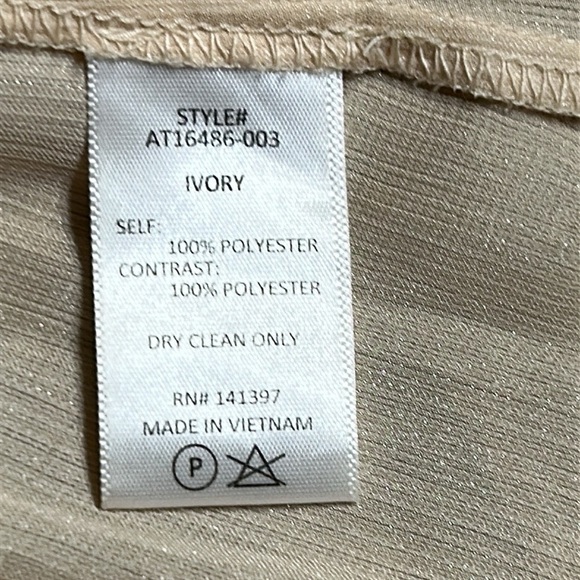 STYLE#
AT16486-003
IVORY
SELF:
100% POLYESTER
CONTRAST:
100% POLYESTER
DRY CLEAN ONLY
RN# 141397
MADE IN VIETNAM
P